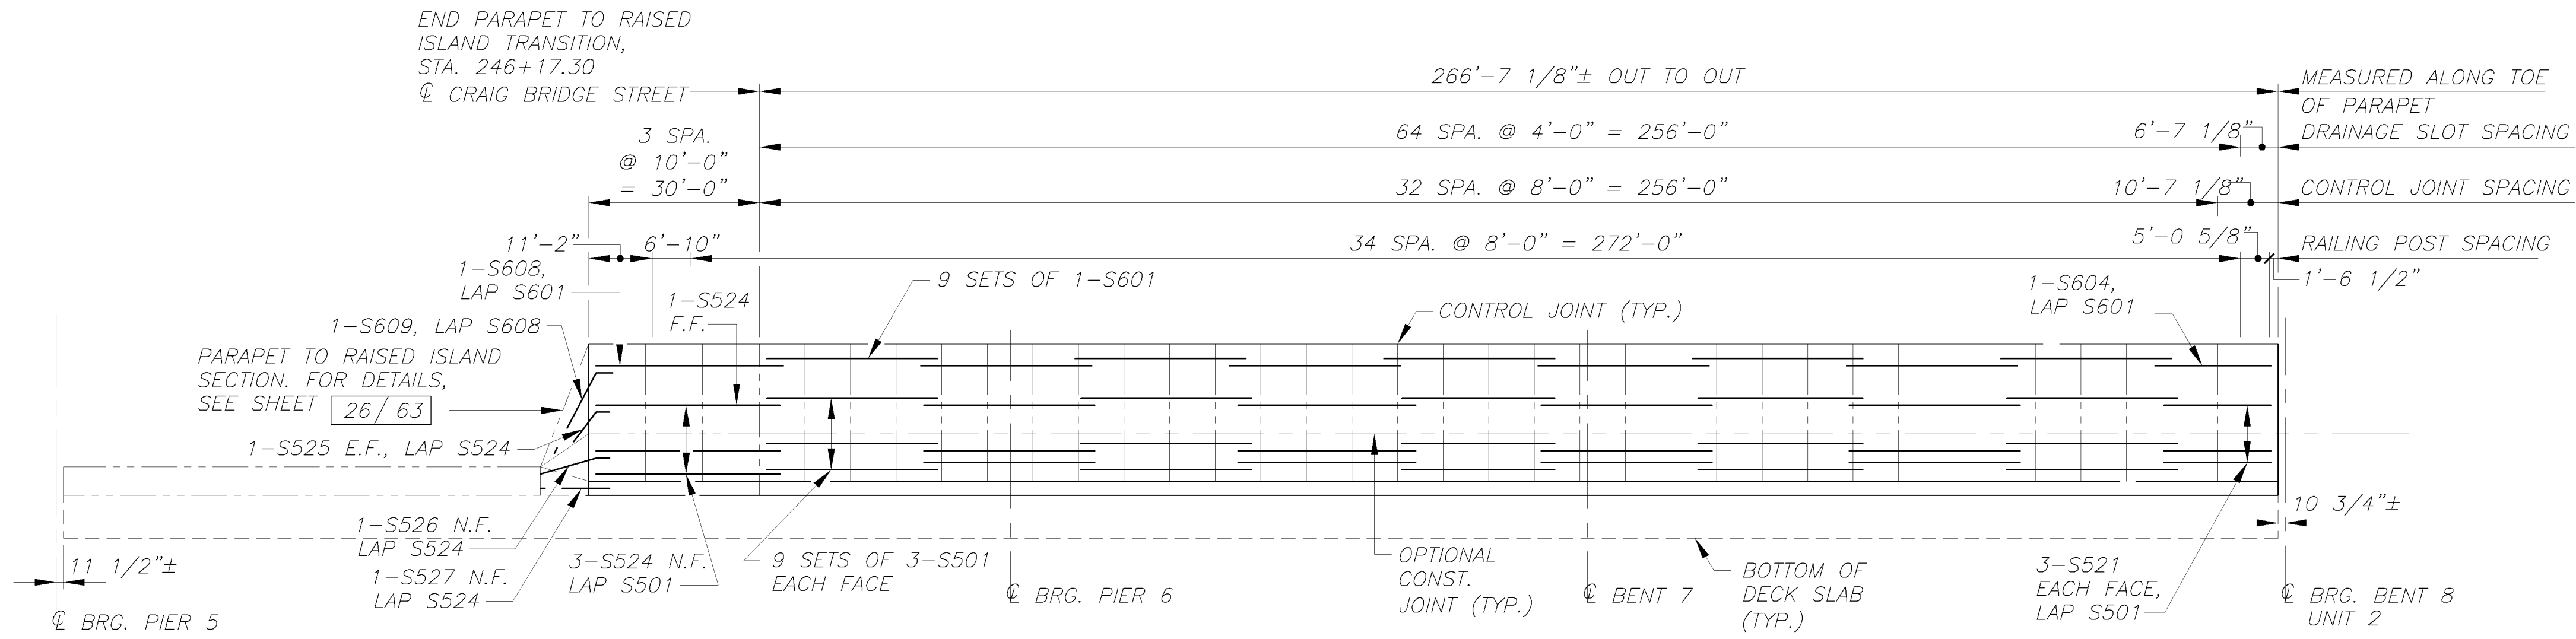 END PARAPET TO RAISED
ISLAND TRANSITION,
STA. 246+17.30
℄ CRAIG BRIDGE STREET
266'-7 1/8"± OUT TO OUT
MEASURED ALONG TOE
OF PARAPET
3 SPA.
@ 10'-0"
= 30'-0"
64 SPA. @ 4'-0" = 256'-0"
6'-7 1/8"
DRAINAGE SLOT SPACING
32 SPA. @ 8'-0" = 256'-0"
10'-7 1/8"
CONTROL JOINT SPACING
11'-2"
6'-10"
34 SPA. @ 8'-0" = 272'-0"
5'-0 5/8"
RAILING POST SPACING
1'-6 1/2"
1-S608,
LAP S601
1-S524
F.F.
9 SETS OF 1-S601
CONTROL JOINT (TYP.)
1-S604,
LAP S601
1-S609, LAP S608
PARAPET TO RAISED ISLAND
SECTION. FOR DETAILS,
SEE SHEET 26/63
1-S525 E.F., LAP S524
1-S526 N.F.
LAP S524
1-S527 N.F.
LAP S524
3-S524 N.F.
LAP S501
9 SETS OF 3-S501
EACH FACE
OPTIONAL
CONST.
JOINT (TYP.)
BOTTOM OF
DECK SLAB
(TYP.)
3-S521
EACH FACE,
LAP S501
10 3/4"±
11 1/2"±
℄ BRG. PIER 5
℄ BRG. PIER 6
℄ BENT 7
℄ BRG. BENT 8
UNIT 2